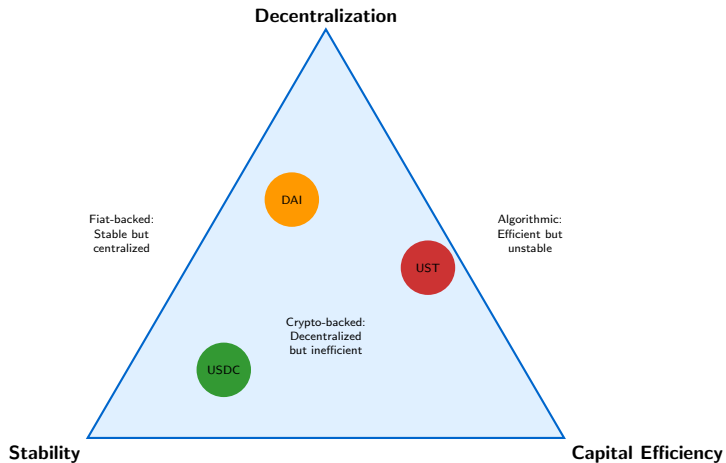 Decentralization
DAI
Fiat-backed:
Stable but
centralized
Algorithmic:
Efficient but
unstable
UST
Crypto-backed:
Decentralized
but inefficient
USDC
Stability
Capital Efficiency